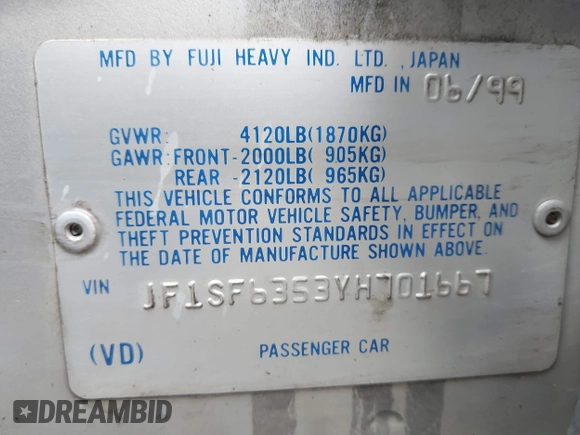 MFD BY FUJI HEAVY IND. LTD. ,JAPAN
MFD IN 06/99
GVWR: 4120LB(1870KG)
GAWR:FRONT-2000LB( 905KG)
REAR -2120LB( 965KG)
THIS VEHICLE CONFORMS TO ALL APPLICABLE
FEDERAL MOTOR VEHICLE SAFETY, BUMPER, AND
THEFT PREVENTION STANDARDS IN EFFECT ON
THE DATE OF MANUFACTURE SHOWN ABOVE.
VIN JF1SF6353YH701667
(VD) PASSENGER CAR
DREAMBID